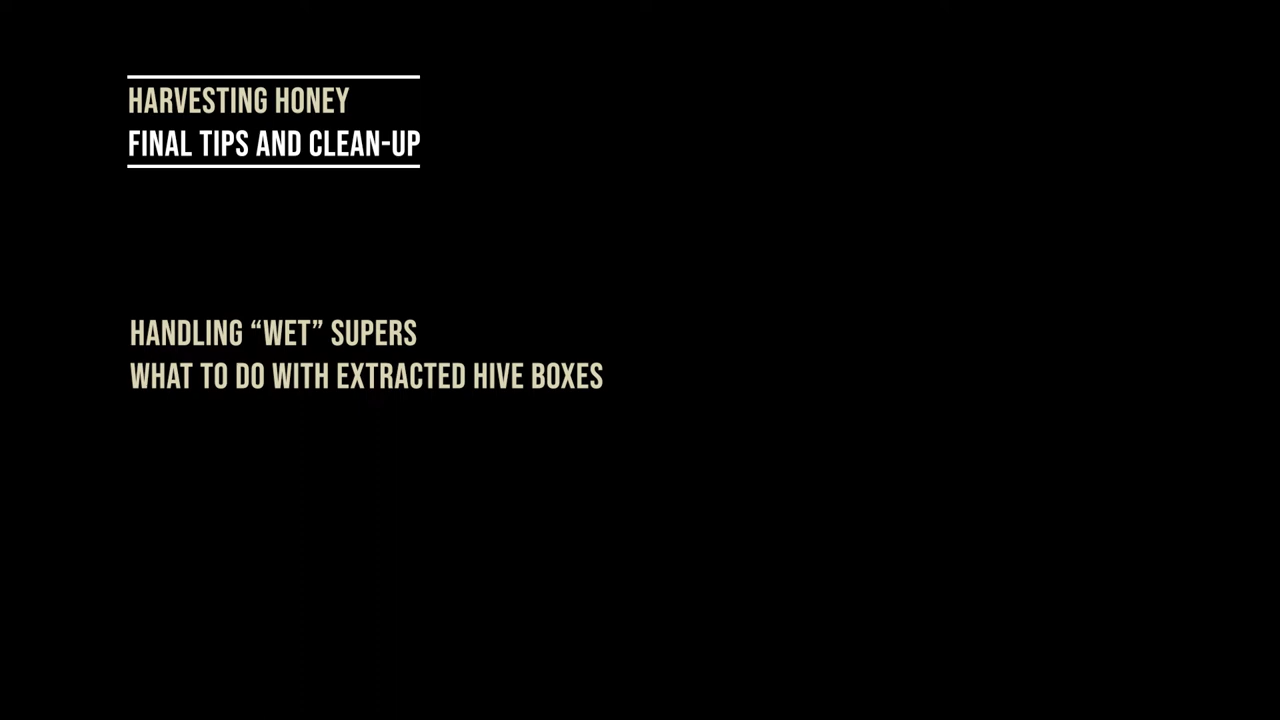 HARVESTING HONEY
FINAL TIPS AND CLEAN-UP
HANDLING “WET” SUPERS
WHAT TO DO WITH EXTRACTED HIVE BOXES